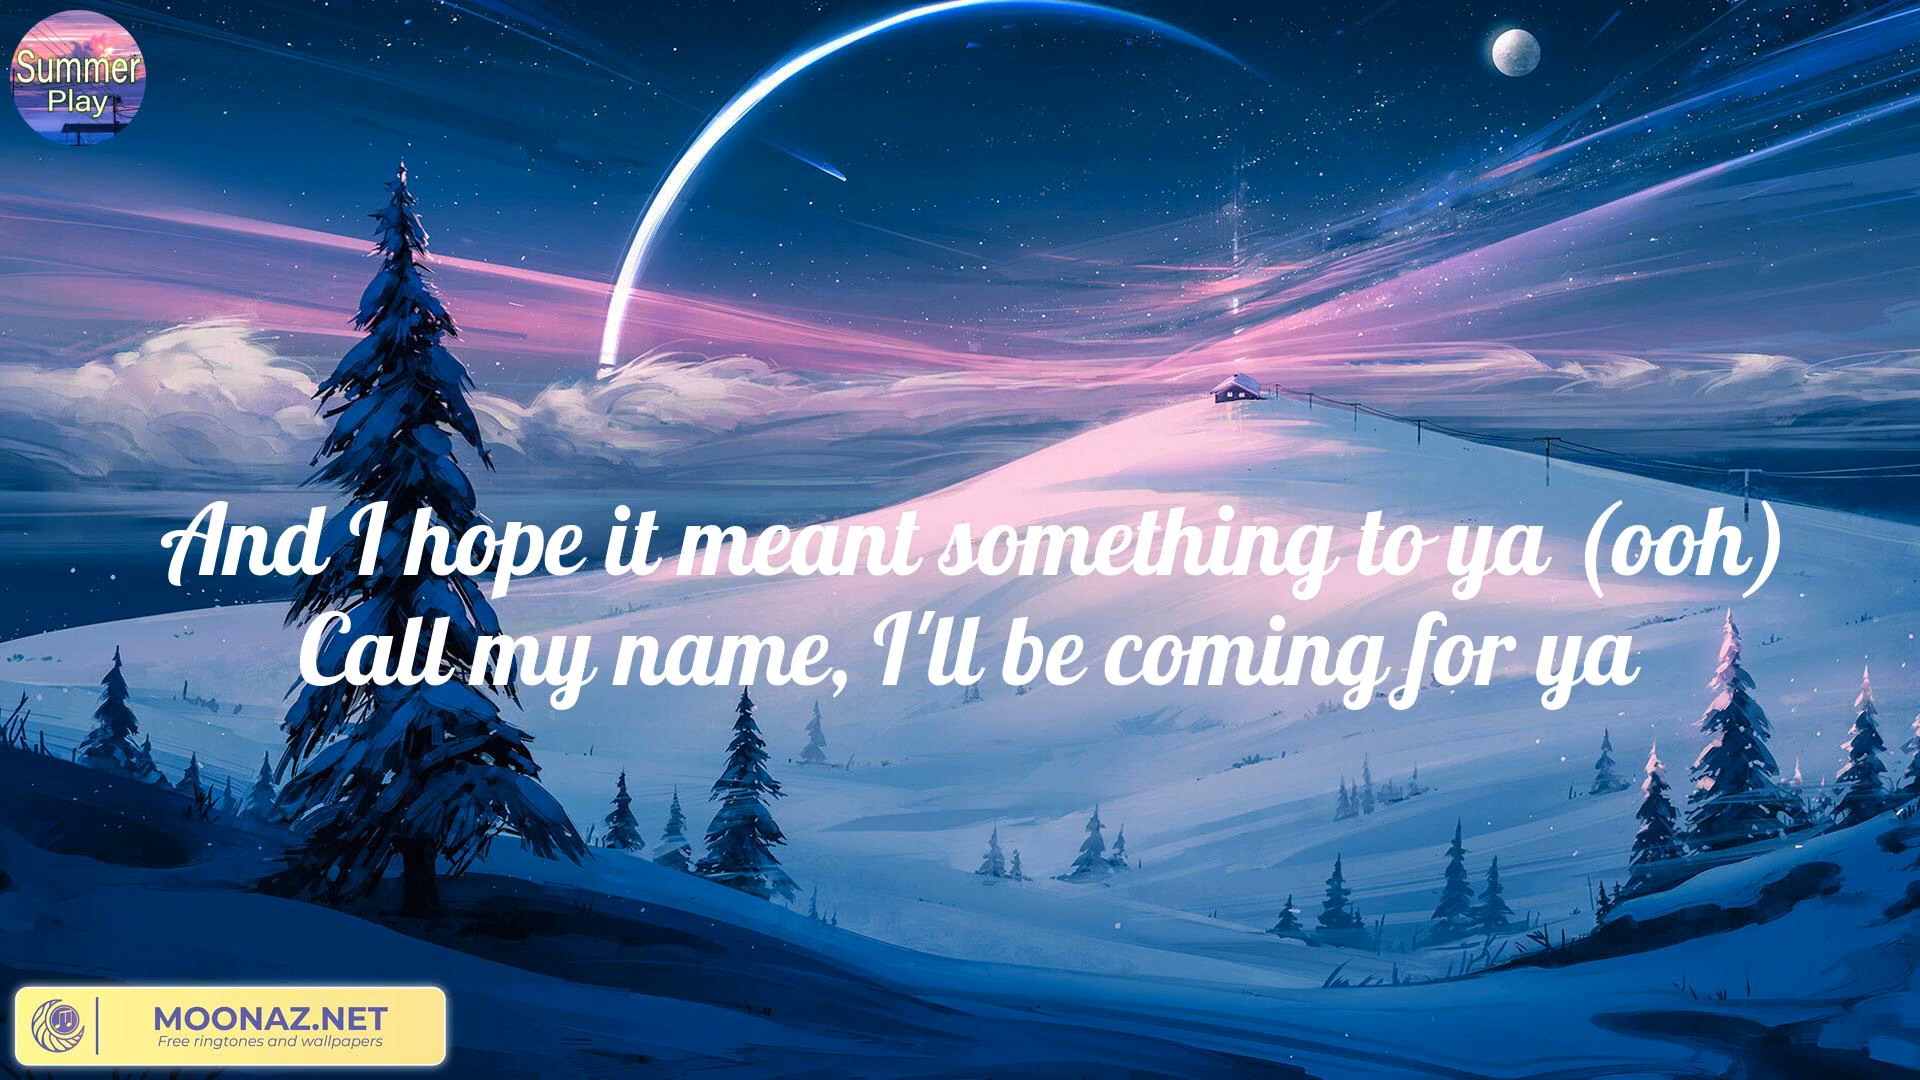 Summer
Play
And I hope it meant something to ya (ooh)
Call my name, I'll be coming for ya
MOONAZ.NET
Free ringtones and wallpapers